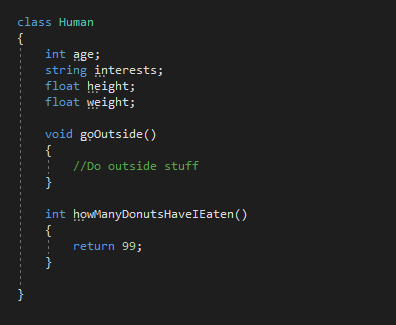 class Human
{
int age;
string interests;
float height;
float weight;
void goOutside()
{
//Do outside stuff
}
int howManyDonutsHaveIEaten()
{
return 99;
}
}